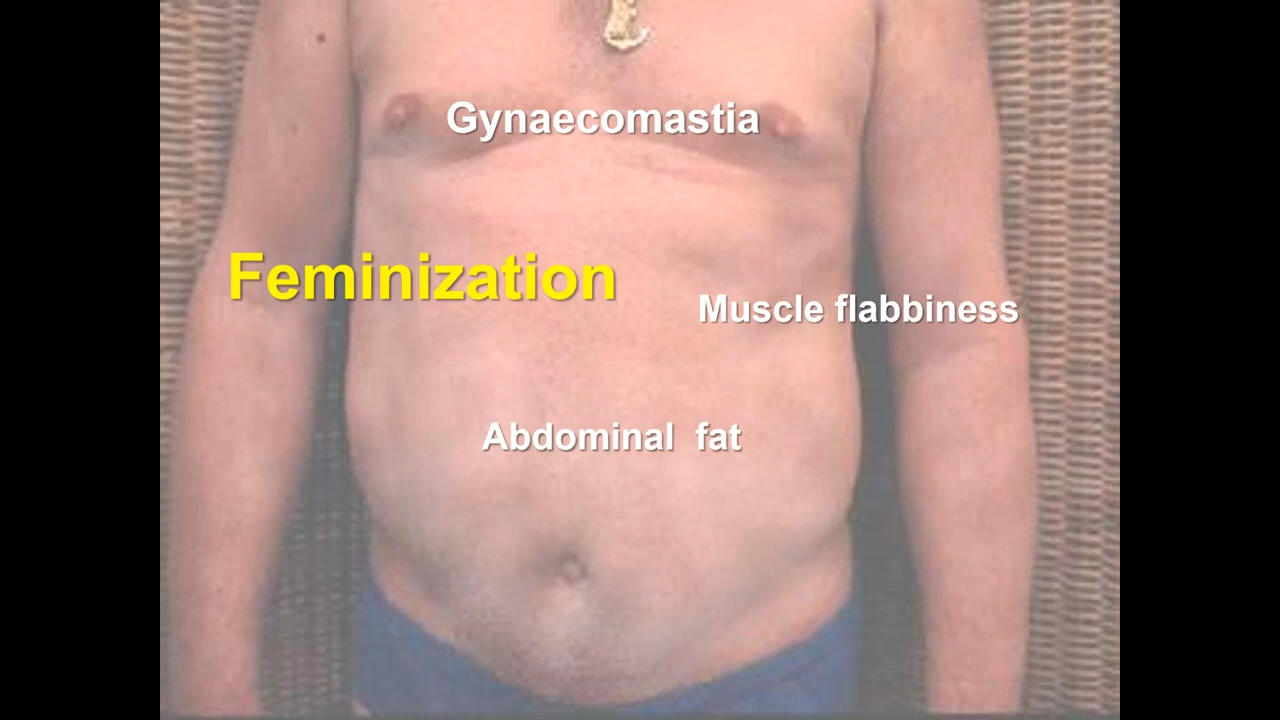 Gynaecomastia
Feminization
Muscle flabbiness
Abdominal fat